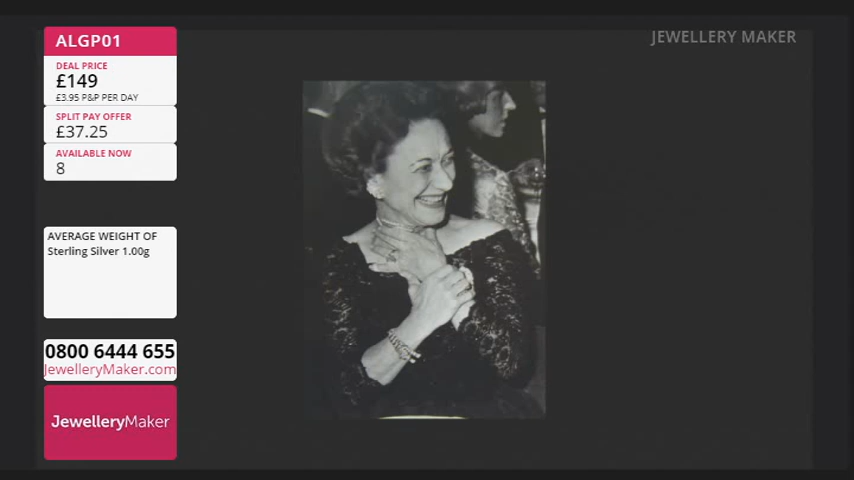 ALGP01
DEAL PRICE
£149
£3.95 P&P PER DAY
SPLIT PAY OFFER
£37.25
AVAILABLE NOW
8
AVERAGE WEIGHT OF
Sterling Silver 1.00g
0800 6444 655
JewelleryMaker.com
JewelleryMaker
JEWELLERY MAKER